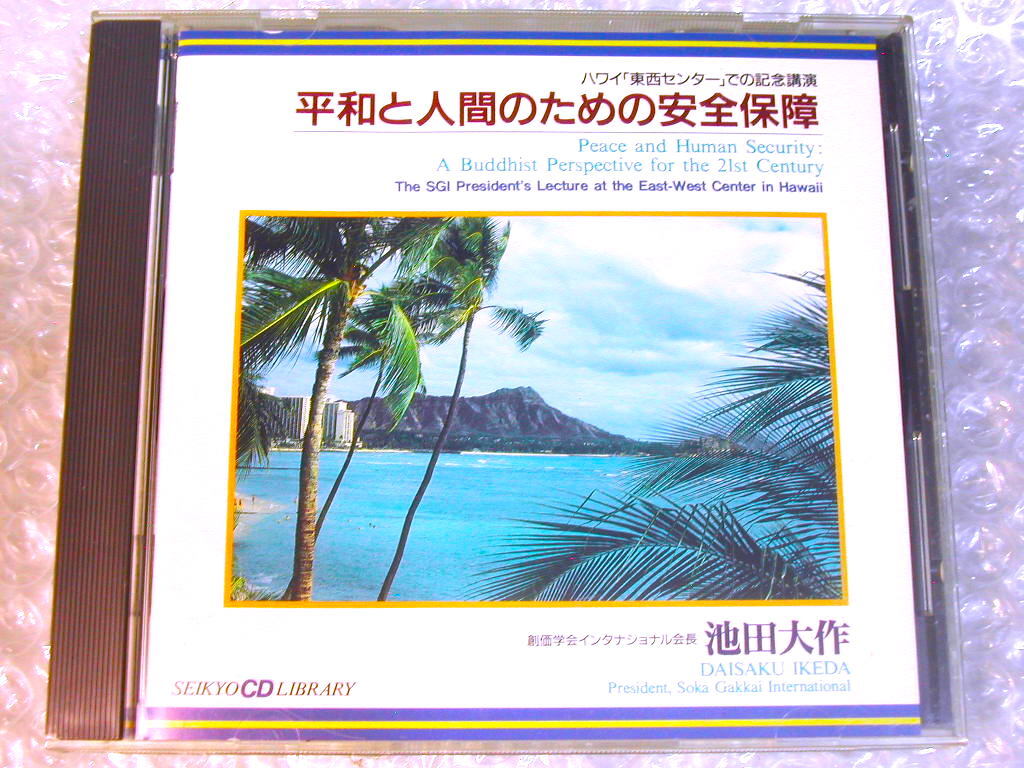 ハワイ「東西センター」での記念講演
平和と人間のための安全保障
Peace and Human Security:
A Buddhist Perspective for the 21st Century
The SGI President's Lecture at the East-West Center in Hawaii
創価学会インタナショナル会長 池田大作
DAISAKU IKEDA
President, Soka Gakkai International
SEIKYO CD LIBRARY